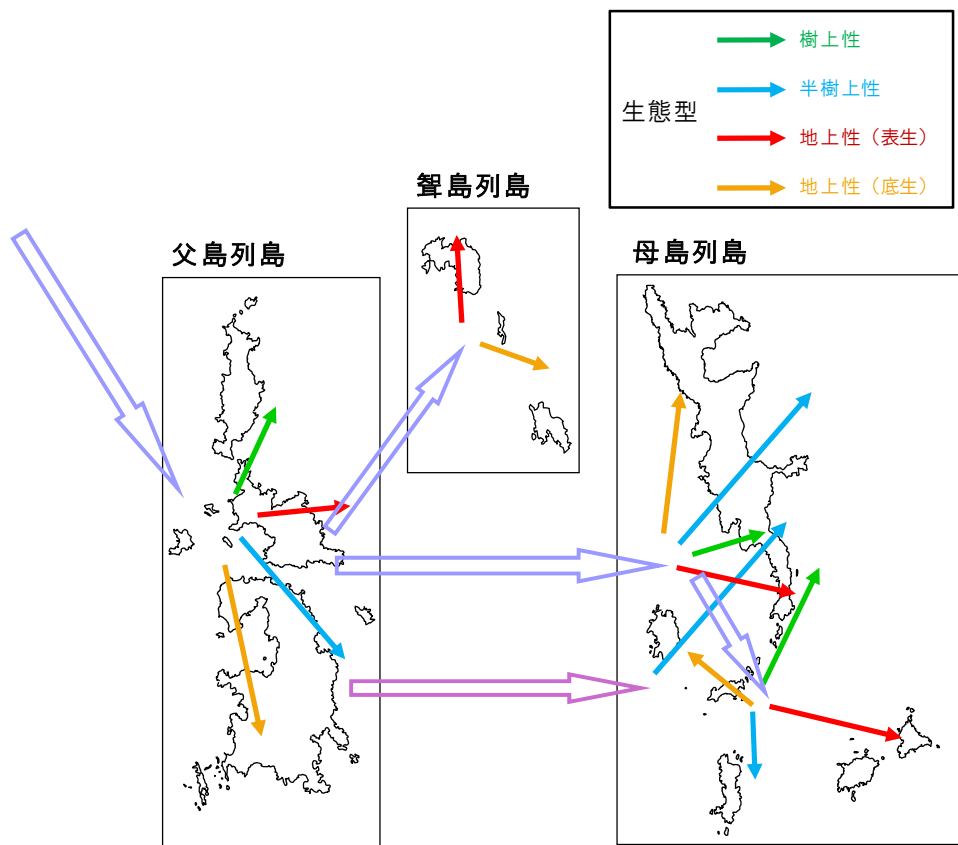 樹上性
半樹上性
生態型
地上性（表生）
地上性（底生）
聟島列島
父島列島
母島列島